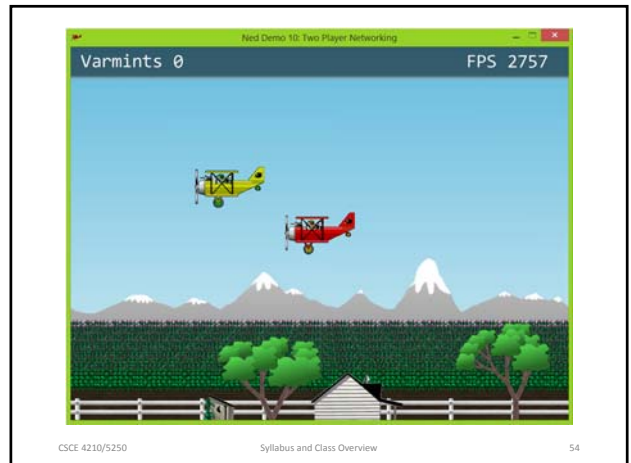 Ned Demo 10: Two Player Networking
Varmints 0 FPS 2757
CSCE 4210/5250 Syllabus and Class Overview 54